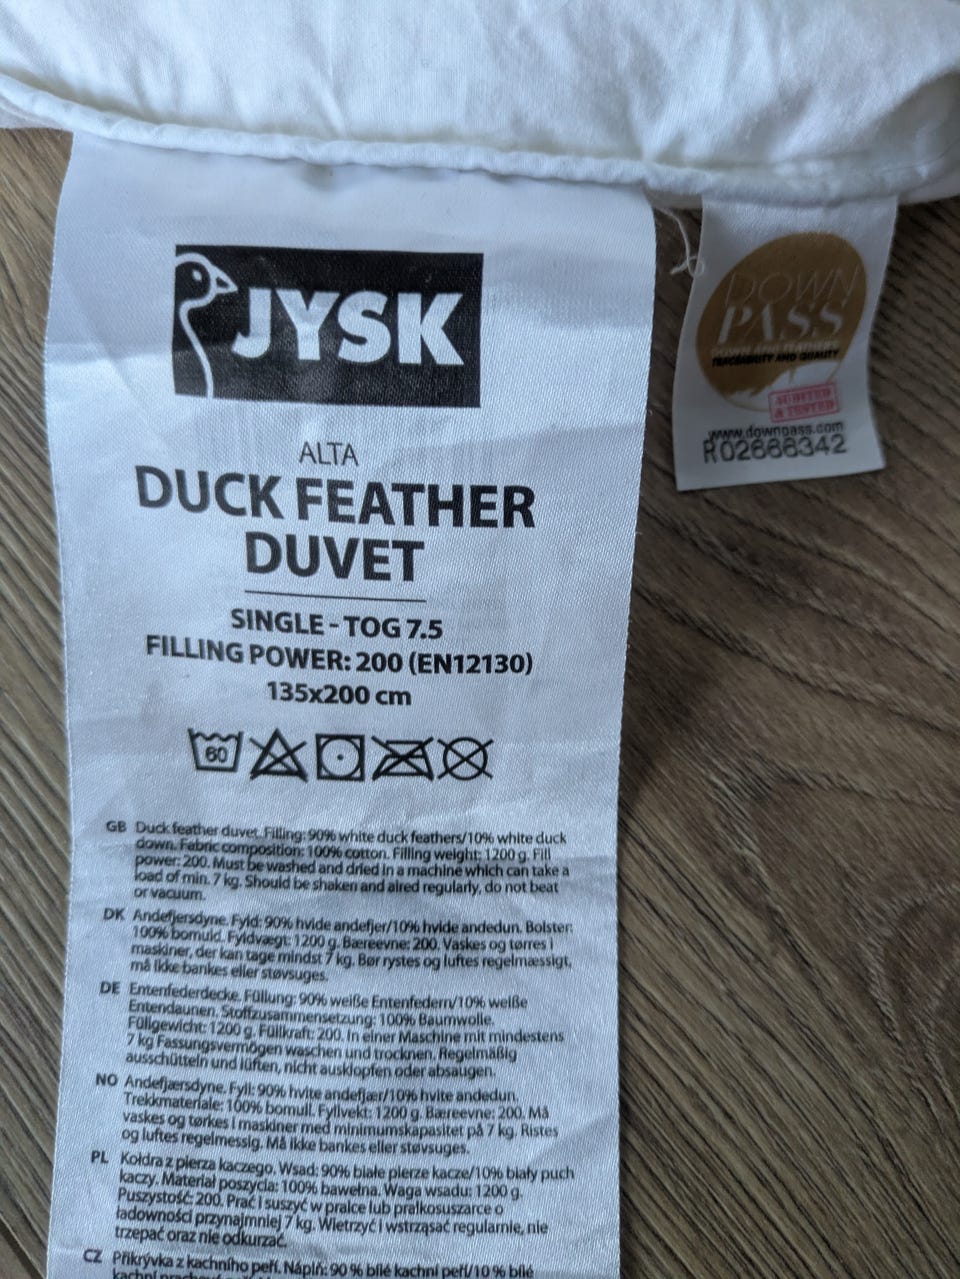 JYSK
ALTA
DUCK FEATHER
DUVET
SINGLE - TOG 7.5
FILLING POWER: 200 (EN12130)
135x200 cm
60
GB Duck feather duvet. Filling: 90% white duck feathers/10% white duck
down. Fabric composition: 100% cotton. Filling weight: 1200 g. Fill
power: 200. Must be washed and dried in a machine which can take a
load of min. 7 kg. Should be shaken and aired regularly, do not beat
or vacuum.
DK Andefjersdyne. Fyld: 90% hvide andefjer/10% hvide andedun. Bolster:
100% bomuld. Fyldvægt: 1200 g. Bæreevne: 200. Vaskes og tørres i
maskiner, der kan tage mindst 7 kg. Bør rystes og luftes regelmæssigt,
må ikke bankes eller støvsuges.
DE Entenfederdecke. Füllung: 90% weiße Entenfedern/10% weiße
Entendaunen. Stoffzusammensetzung: 100% Baumwolle.
Füllgewicht: 1200 g. Füllkraft: 200. In einer Maschine mit mindestens
7 kg Fassungsvermögen waschen und trocknen. Regelmäßig
ausschütteln und lüften, nicht ausklopfen oder absaugen.
NO Andefjærsdyne. Fyll: 90% hvite andefjær/10% hvite andedun.
Trekkmateriale: 100% bomull. Fyllvekt: 1200 g. Bæreevne: 200. Må
vaskes og tørkes i maskiner med minimumskapasitet på 7 kg. Ristes
og luftes regelmessig. Må ikke bankes eller støvsuges.
PL Kołdra z pierza kaczego. Wsad: 90% białe pierze kacze/10% biały puch
kaczy. Materiał poszycia: 100% bawełna. Waga wsadu: 1200 g.
Puszystość: 200. Prać i suszyć w pralce lub pralkosuszarce o
ładowności przynajmniej 7 kg. Wietrzyć i wstrząsać regularnie, nie
trzepać oraz nie odkurzać.
CZ Přikrývka z kachního peří. Náplň: 90 % bílé kachní peří/10 % bílé
kachní
DOWN
PASS
TRACEABILITY AND QUALITY
AUDITED
& TESTED
www.downpass.com
R02666342